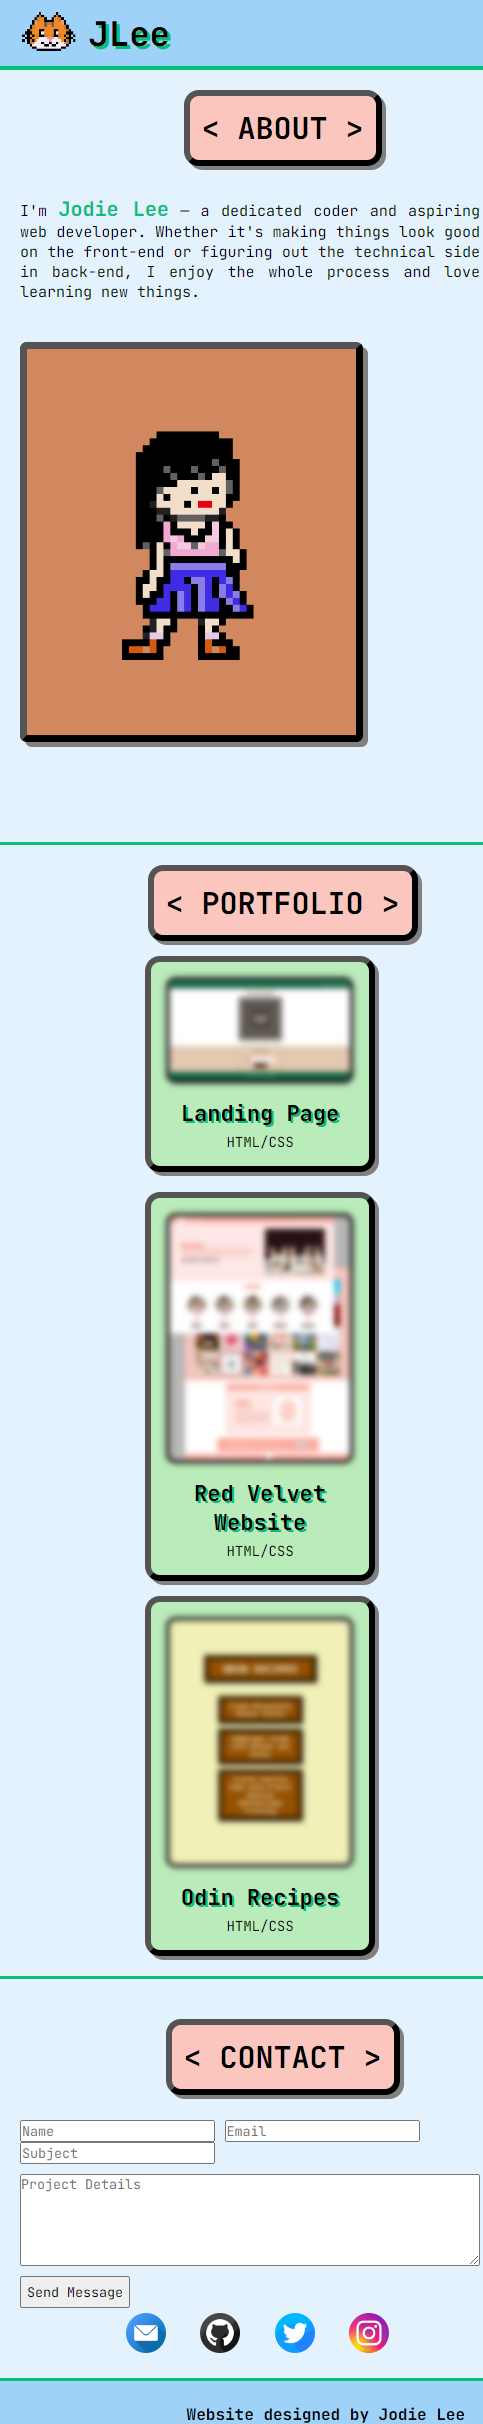 JLee
< ABOUT >
I'm Jodie Lee — a dedicated coder and aspiring
web developer. Whether it's making things look good
on the front-end or figuring out the technical side
in back-end, I enjoy the whole process and love
learning new things.
< PORTFOLIO >
Landing Page
HTML/CSS
Red Velvet
Website
HTML/CSS
Odin Recipes
HTML/CSS
< CONTACT >
Name Email
Subject
Project Details
Send Message
Website designed by Jodie Lee